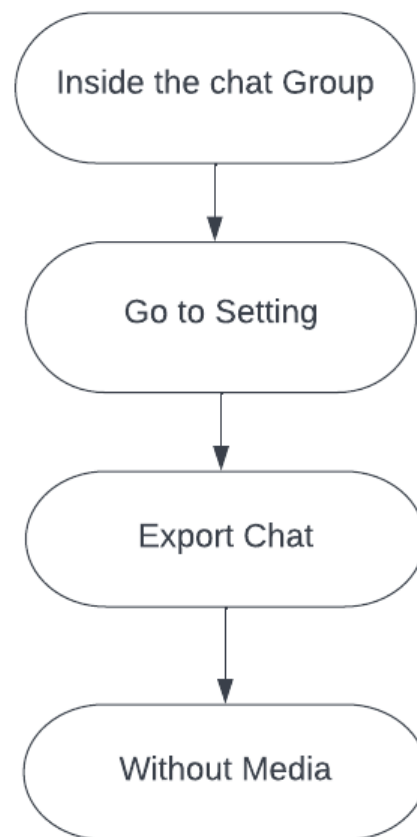 Inside the chat Group
Go to Setting
Export Chat
Without Media